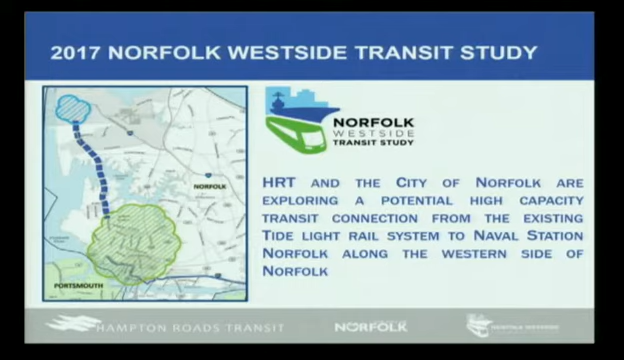 2017 NORFOLK WESTSIDE TRANSIT STUDY
NORFOLK
PORTSMOUTH
NORFOLK
WESTSIDE
TRANSIT STUDY
HRT AND THE CITY OF NORFOLK ARE
EXPLORING A POTENTIAL HIGH CAPACITY
TRANSIT CONNECTION FROM THE EXISTING
TIDE LIGHT RAIL SYSTEM TO NAVAL STATION
NORFOLK ALONG THE WESTERN SIDE OF
NORFOLK
HAMPTON ROADS TRANSIT
NORFOLK
NORFOLK WESTSIDE